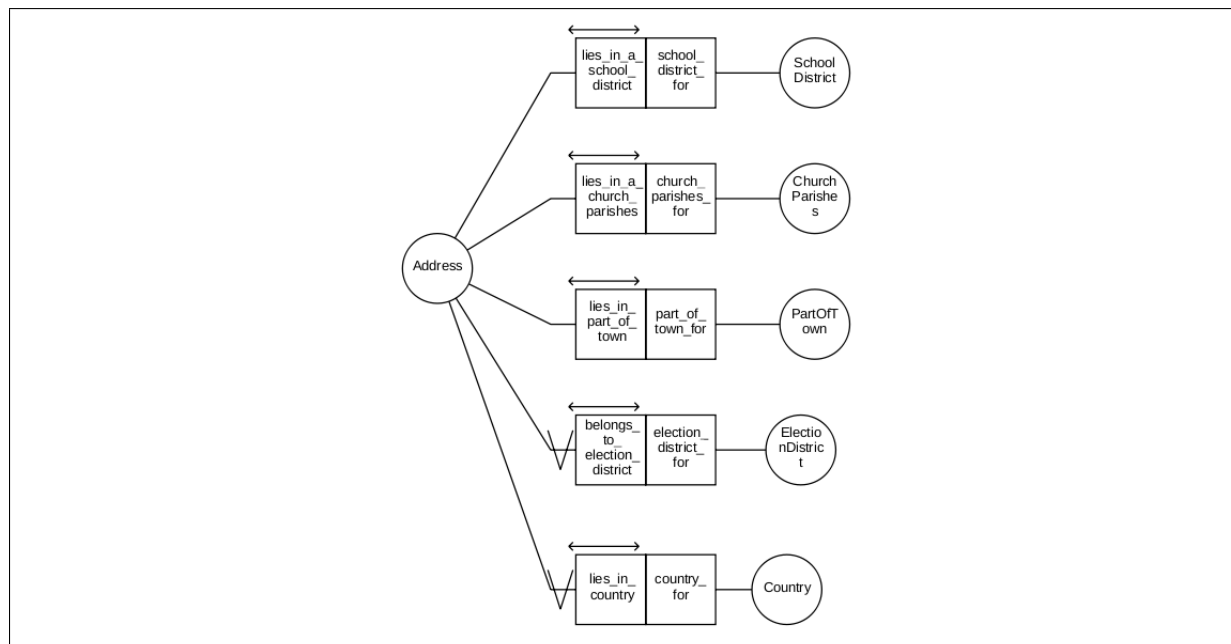 lies_in_a_
school_
district
school_
district_
for
School
District
lies_in_a_
church_
parishes
church_
parishes_
for
Church
Parishe
s
Address
lies_in_
part_of_
town
part_of_
town_for
PartOfT
own
belongs_
to_
election_
district
election_
district_
for
Electio
nDistric
t
lies_in_
country
country_
for
Country